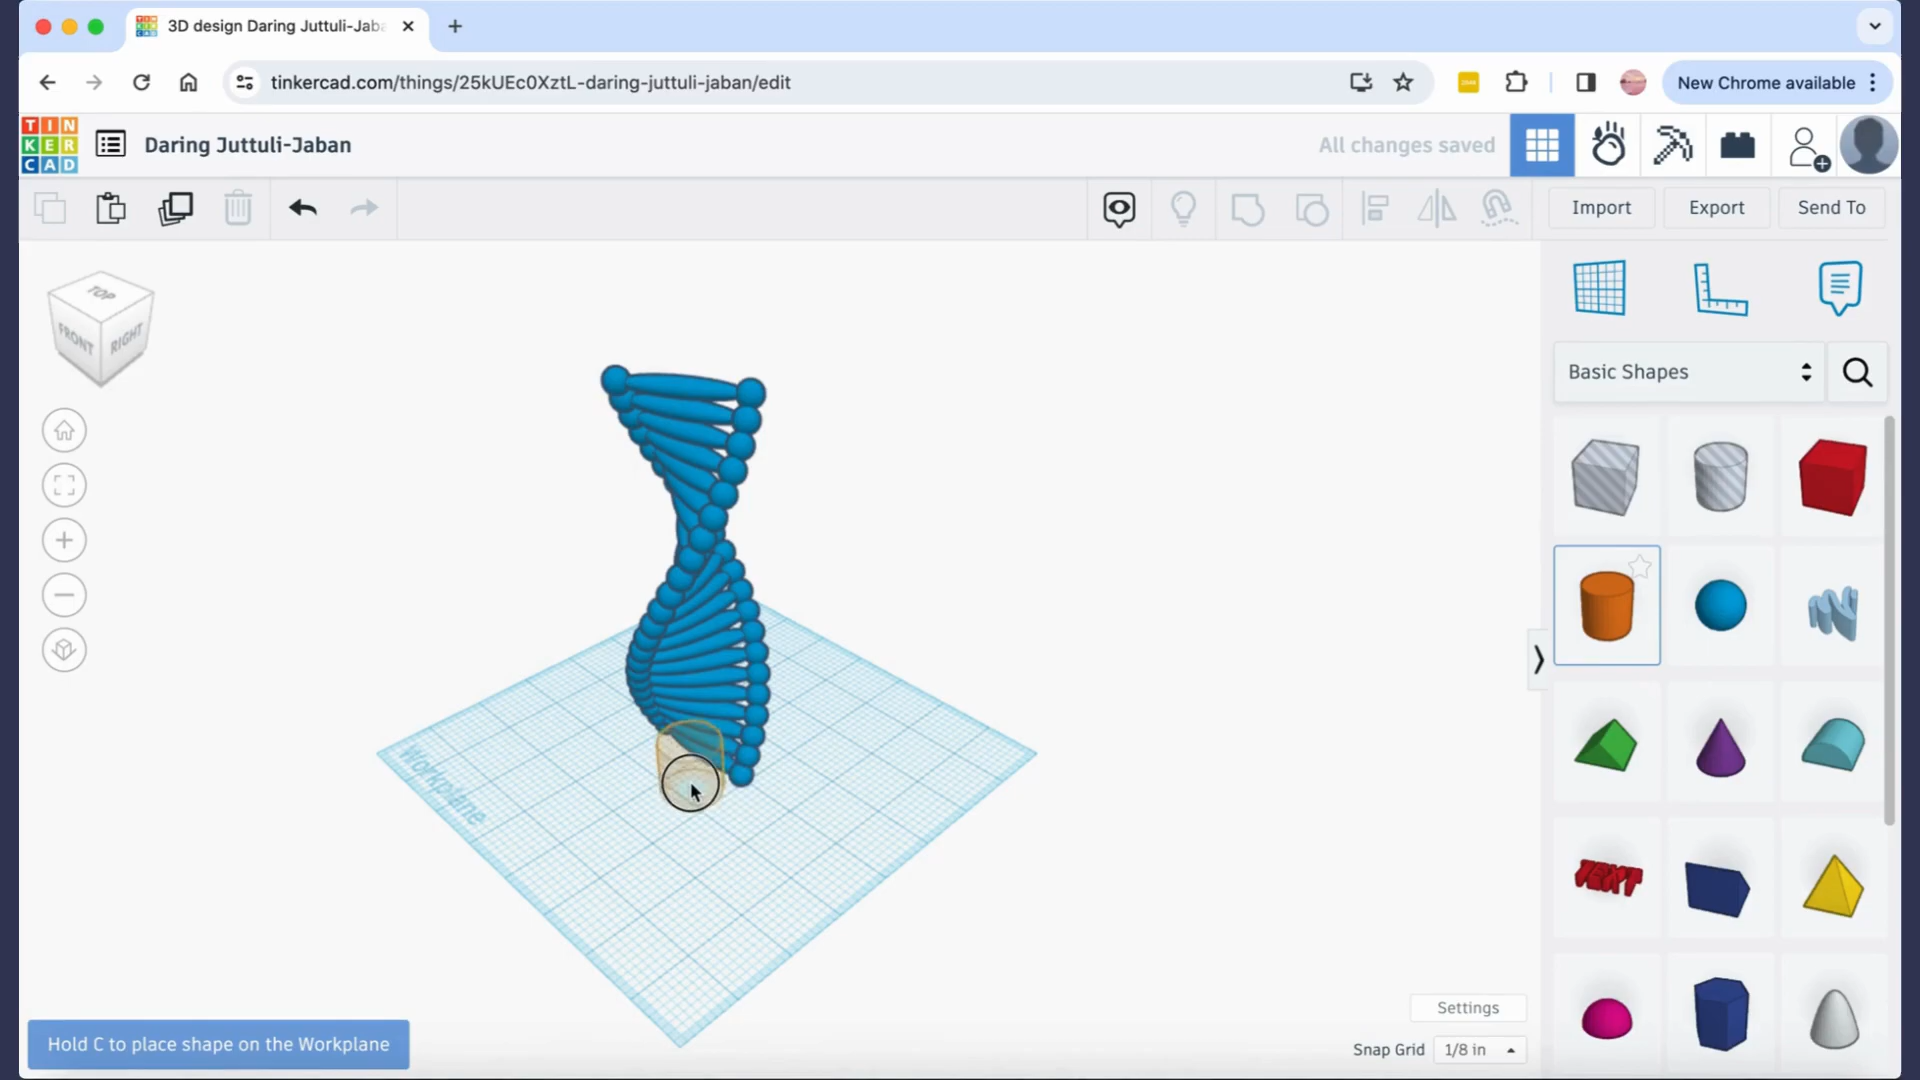 3D design Daring Juttuli-Jaba
tinkercad.com/things/25kUEc0XztL-daring-juttuli-jaban/edit
New Chrome available
TIN
KER
CAD
Daring Juttuli-Jaban
All changes saved
Import
Export
Send To
TOP
FRONT
RIGHT
Basic Shapes
Workplane
TEXT
Settings
Hold C to place shape on the Workplane
Snap Grid
1/8 in